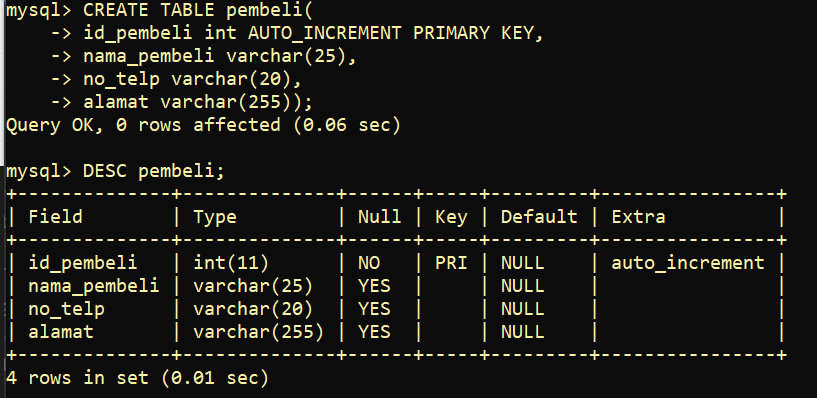 mysql> CREATE TABLE pembeli(
    -> id_pembeli int AUTO_INCREMENT PRIMARY KEY,
    -> nama_pembeli varchar(25),
    -> no_telp varchar(20),
    -> alamat varchar(255));
Query OK, 0 rows affected (0.06 sec)

mysql> DESC pembeli;
+--------------+--------------+------+-----+---------+----------------+
| Field        | Type         | Null | Key | Default | Extra          |
+--------------+--------------+------+-----+---------+----------------+
| id_pembeli   | int(11)      | NO   | PRI | NULL    | auto_increment |
| nama_pembeli | varchar(25)  | YES  |     | NULL    |                |
| no_telp      | varchar(20)  | YES  |     | NULL    |                |
| alamat       | varchar(255) | YES  |     | NULL    |                |
+--------------+--------------+------+-----+---------+----------------+
4 rows in set (0.01 sec)